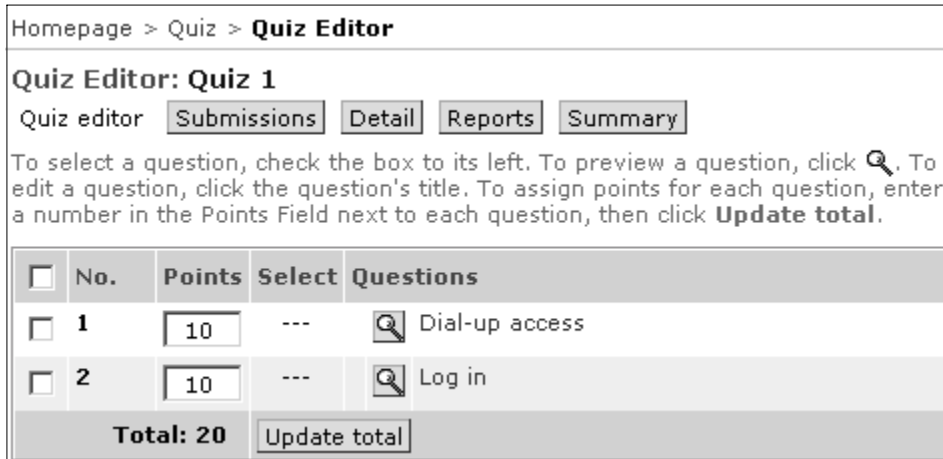 Homepage > Quiz > Quiz Editor
Quiz Editor: Quiz 1
Quiz editor Submissions Detail Reports Summary
To select a question, check the box to its left. To preview a question, click . To
edit a question, click the question's title. To assign points for each question, enter
a number in the Points Field next to each question, then click Update total.
No. Points Select Questions
1 10 --- Dial-up access
2 10 --- Log in
Total: 20 Update total